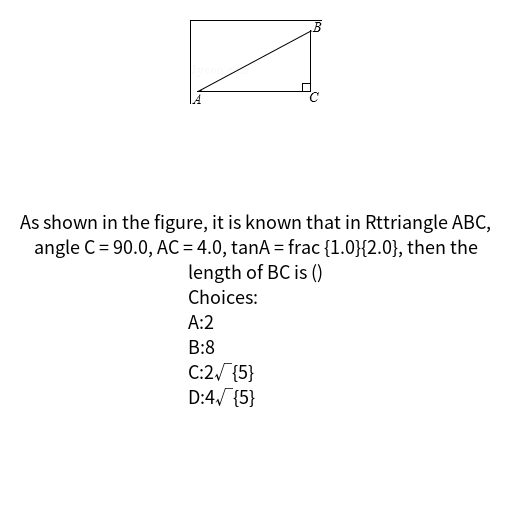 B
A
C
As shown in the figure, it is known that in Rttriangle ABC,
angle C = 90.0, AC = 4.0, tanA = frac {1.0}{2.0}, then the
length of BC is ()
Choices:
A:2
B:8
C:2√{5}
D:4√{5}